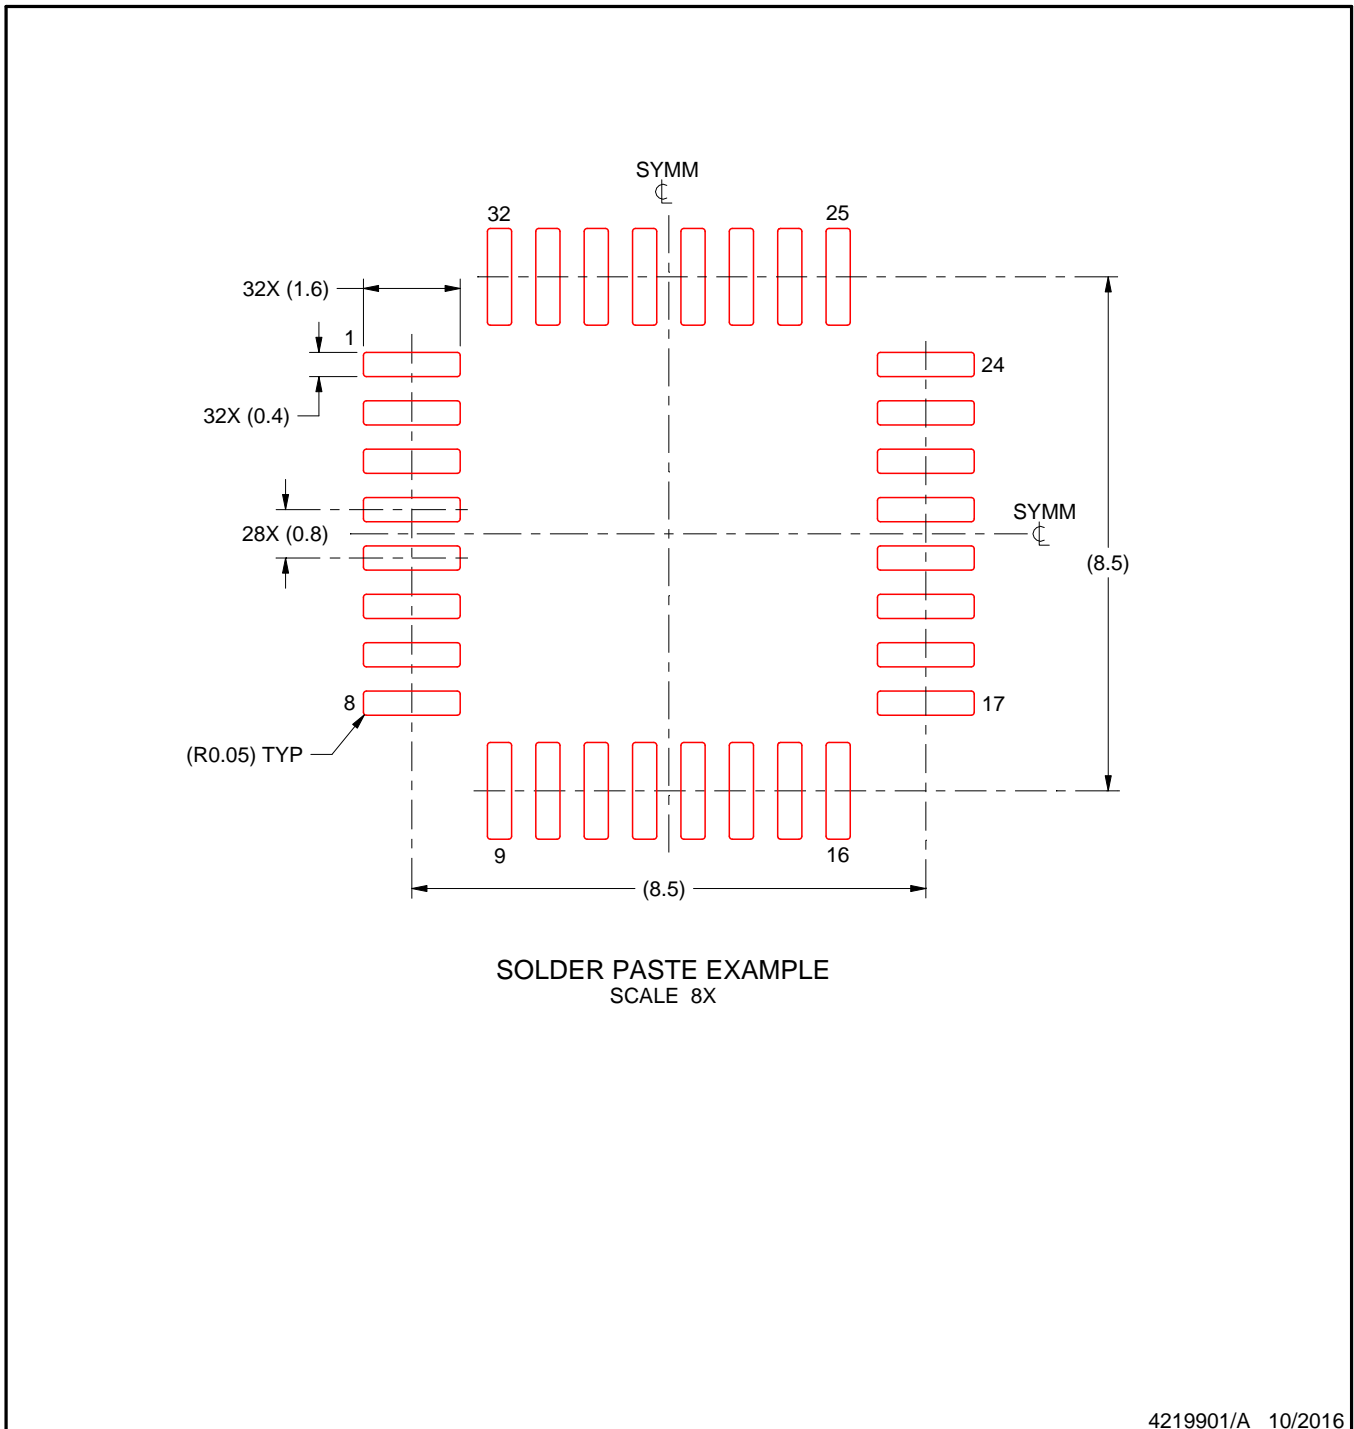 SYMM
32
25
32X (1.6)
1
24
32X (0.4)
SYMM
28X (0.8)
(8.5)
8
17
(R0.05) TYP
9
16
(8.5)
SOLDER PASTE EXAMPLE
SCALE 8X
4219901/A 10/2016